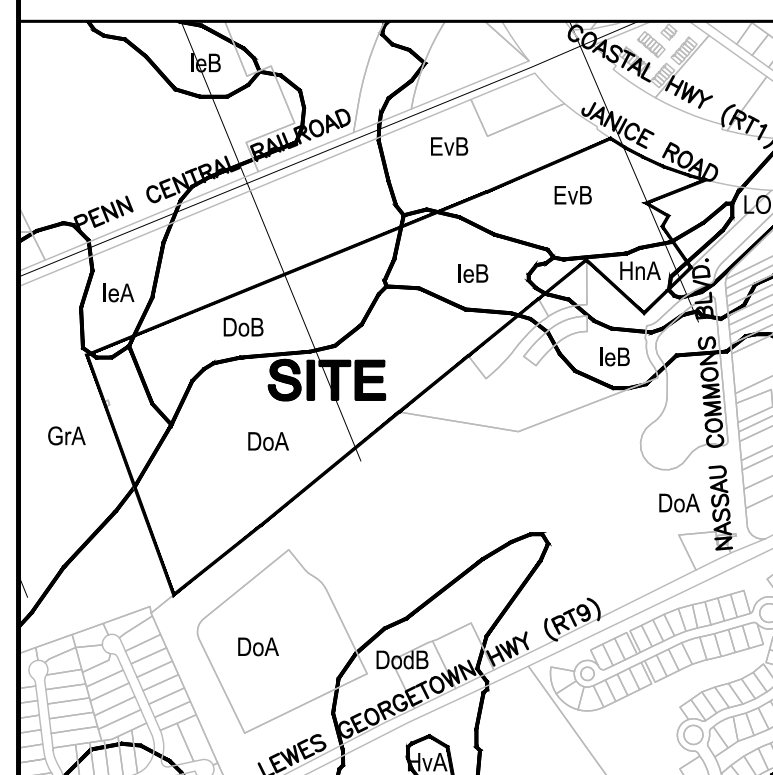 IeB
COASTAL HWY (RT1)
JANICE ROAD
PENN CENTRAL RAILROAD
EvB
EvB
LO
IeB
HnA
IeA
DoB
IeB
SITE
GrA
DoA
NASSAU COMMONS BLVD.
DoA
LEWES GEORGETOWN HWY (RT9)
DoA
DodB
HvA